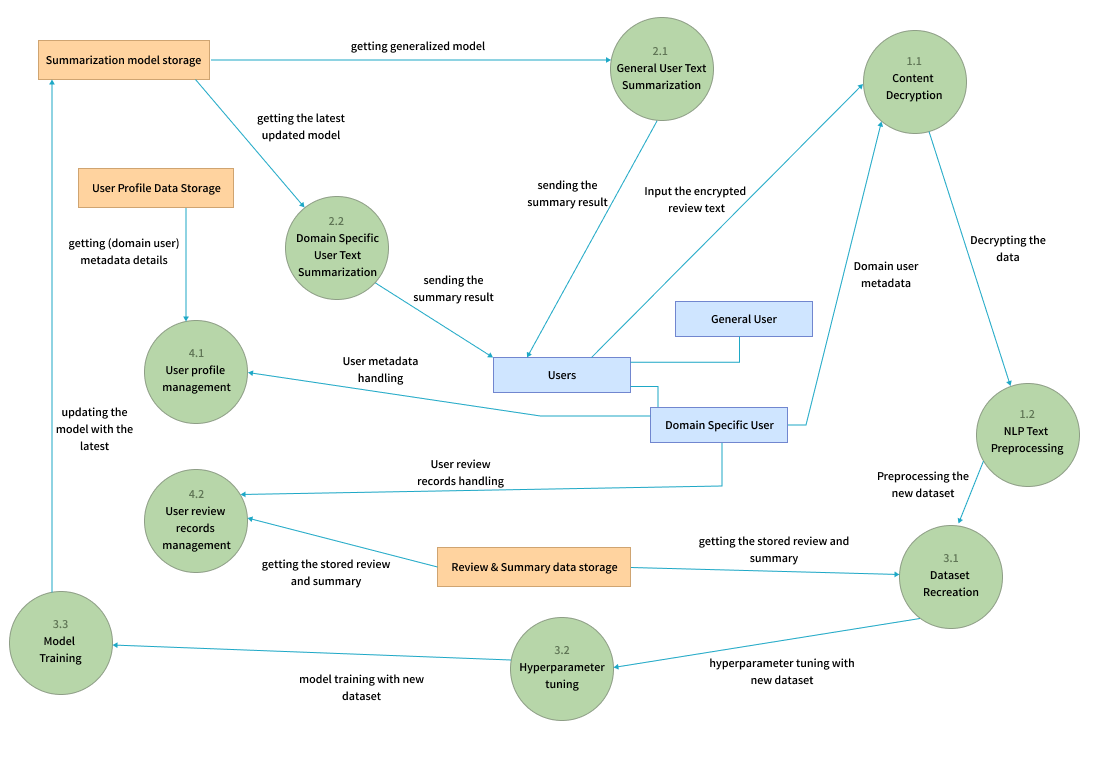 Summarization model storage
getting generalized model
2.1
General User Text
Summarization
1.1
Content
Decryption
getting the latest
updated model
User Profile Data Storage
sending the
summary result
Input the encrypted
review text
2.2
Domain Specific
User Text
Summarization
getting (domain user)
metadata details
Decrypting the
data
Domain user
metadata
sending the
summary result
General User
4.1
User profile
management
User metadata
handling
Users
Domain Specific User
1.2
NLP Text
Preprocessing
updating the
model with the
latest
User review
records handling
Preprocessing the
new dataset
4.2
User review
records
management
getting the stored review
and summary
Review & Summary data storage
getting the stored review and
summary
3.1
Dataset
Recreation
3.3
Model
Training
3.2
Hyperparameter
tuning
hyperparameter tuning with
new dataset
model training with new
dataset